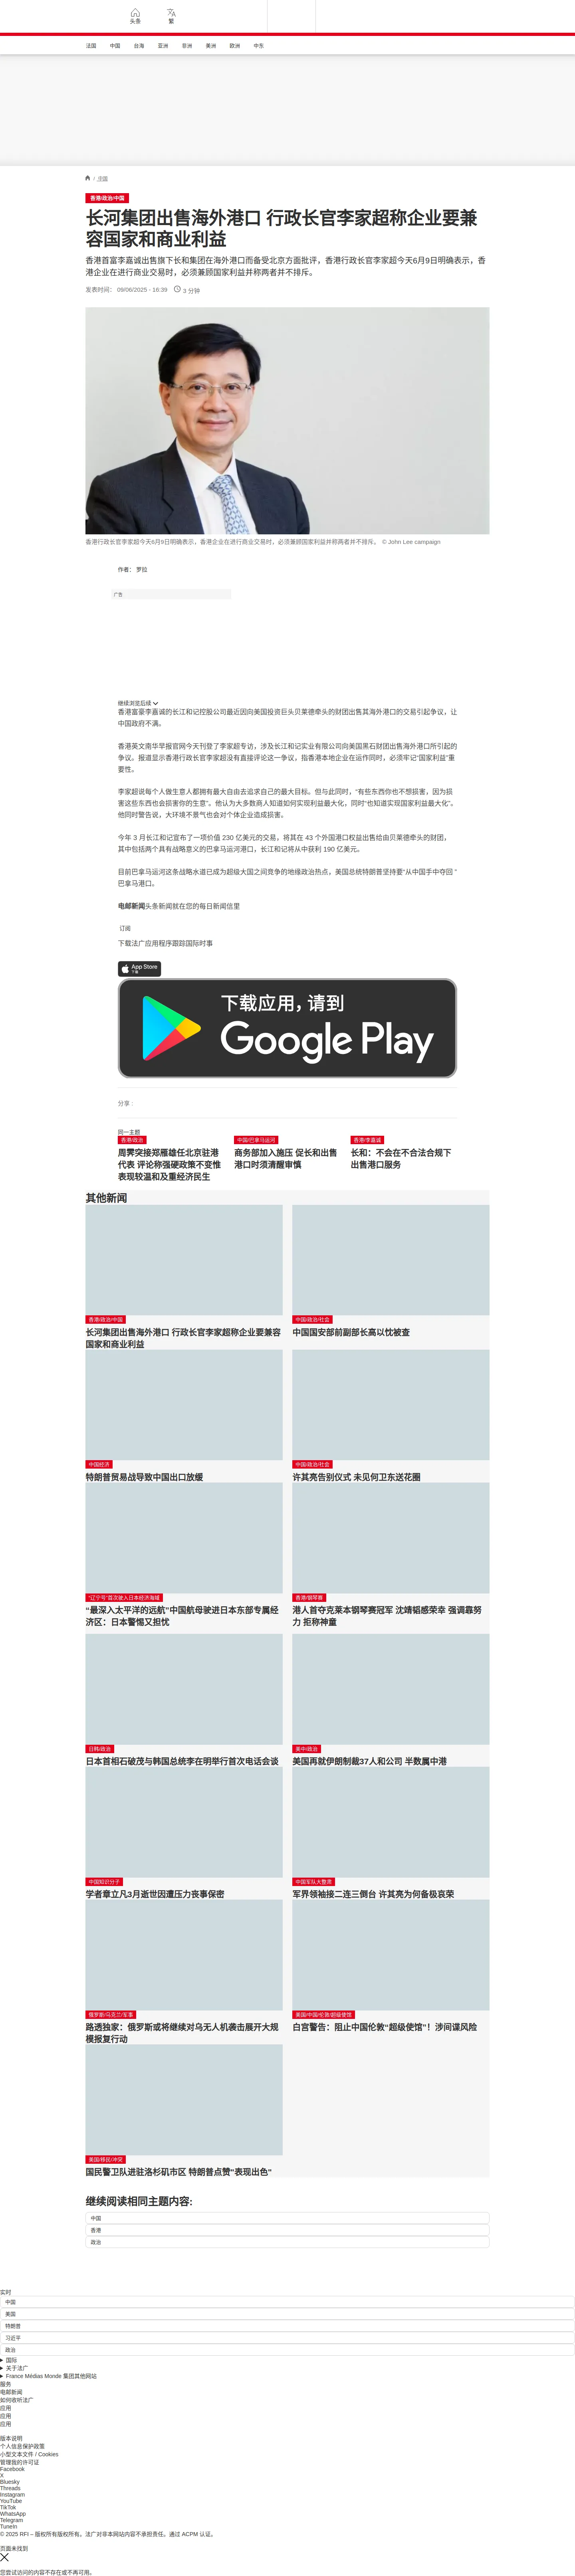 头条
繁
法国
中国
台海
亚洲
非洲
美洲
欧洲
中东
/ 中国
香港/政治/中国
长河集团出售海外港口 行政长官李家超称企业要兼
容国家和商业利益
香港首富李嘉诚出售旗下长和集团在海外港口而备受北京方面批评，香港行政长官李家超今天6月9日明确表示，香
港企业在进行商业交易时，必须兼顾国家利益并称两者并不排斥。
发表时间： 09/06/2025 - 16:39
3 分钟
香港行政长官李家超今天6月9日明确表示，香港企业在进行商业交易时，必须兼顾国家利益并称两者并不排斥。 © John Lee campaign
作者： 罗拉
广告
继续浏览后续
香港富豪李嘉诚的长江和记控股公司最近因向美国投资巨头贝莱德牵头的财团出售其海外港口的交易引起争议，让
中国政府不满。
香港英文南华早报官网今天刊登了李家超专访，涉及长江和记实业有限公司向美国黑石财团出售海外港口所引起的
争议。报道显示香港行政长官李家超没有直接评论这一争议，指香港本地企业在运作同时，必须牢记“国家利益”重
要性。
李家超说每个人做生意人都拥有最大自由去追求自己的最大目标。但与此同时，“有些东西你也不想损害，因为损
害这些东西也会损害你的生意”。他认为大多数商人知道如何实现利益最大化，同时“也知道实现国家利益最大化”。
他同时警告说，大环境不景气也会对个体企业造成损害。
今年 3 月长江和记宣布了一项价值 230 亿美元的交易，将其在 43 个外国港口权益出售给由贝莱德牵头的财团，
其中包括两个具有战略意义的巴拿马运河港口，长江和记将从中获利 190 亿美元。
目前巴拿马运河这条战略水道已成为超级大国之间竞争的地缘政治热点，美国总统特朗普坚持要“从中国手中夺回 ”
巴拿马港口。
电邮新闻头条新闻就在您的每日新闻信里
订阅
下载法广应用程序跟踪国际时事
App Store
下载应用，请到
Google Play
分享 :
同一主题
香港/政治
周霁突接郑雁雄任北京驻港
代表 评论称强硬政策不变惟
表现较温和及重经济民生
中国/巴拿马运河
商务部加入施压 促长和出售
港口时须清醒审慎
香港/李嘉诚
长和：不会在不合法合规下
出售港口服务
其他新闻
香港/政治/中国
长河集团出售海外港口 行政长官李家超称企业要兼容
国家和商业利益
中国/政治/社会
中国国安部前副部长高以忱被查
中国经济
特朗普贸易战导致中国出口放缓
中国/政治/社会
许其亮告别仪式 未见何卫东送花圈
“辽宁号”首次驶入日本经济海域
“最深入太平洋的远航”中国航母驶进日本东部专属经
济区：日本警惕又担忧
香港/钢琴赛
港人首夺克莱本钢琴赛冠军 沈靖韬感荣幸 强调靠努
力 拒称神童
日韩/政治
日本首相石破茂与韩国总统李在明举行首次电话会谈
美中/政治
美国再就伊朗制裁37人和公司 半数属中港
中国知识分子
学者章立凡3月逝世因遭压力丧事保密
中国军队大整肃
军界领袖接二连三倒台 许其亮为何备极哀荣
俄罗斯/乌克兰/军事
路透独家：俄罗斯或将继续对乌无人机袭击展开大规
模报复行动
美国/中国/伦敦/超级使馆
白宫警告：阻止中国伦敦“超级使馆”！涉间谍风险
美国/移民/冲突
国民警卫队进驻洛杉矶市区 特朗普点赞"表现出色"
继续阅读相同主题内容:
中国
香港
政治
实时
中国
美国
特朗普
习近平
政治
国际
关于法广
France Médias Monde 集团其他网站
服务
电邮新闻
如何收听法广
应用
应用
应用
版本说明
个人信息保护政策
小型文本文件 / Cookies
管理我的许可证
Facebook
X
Bluesky
Threads
Instagram
YouTube
TikTok
WhatsApp
Telegram
TuneIn
© 2025 RFI – 版权所有版权所有。法广对非本网站内容不承担责任。通过 ACPM 认证。
页面未找到
您尝试访问的内容不存在或不再可用。